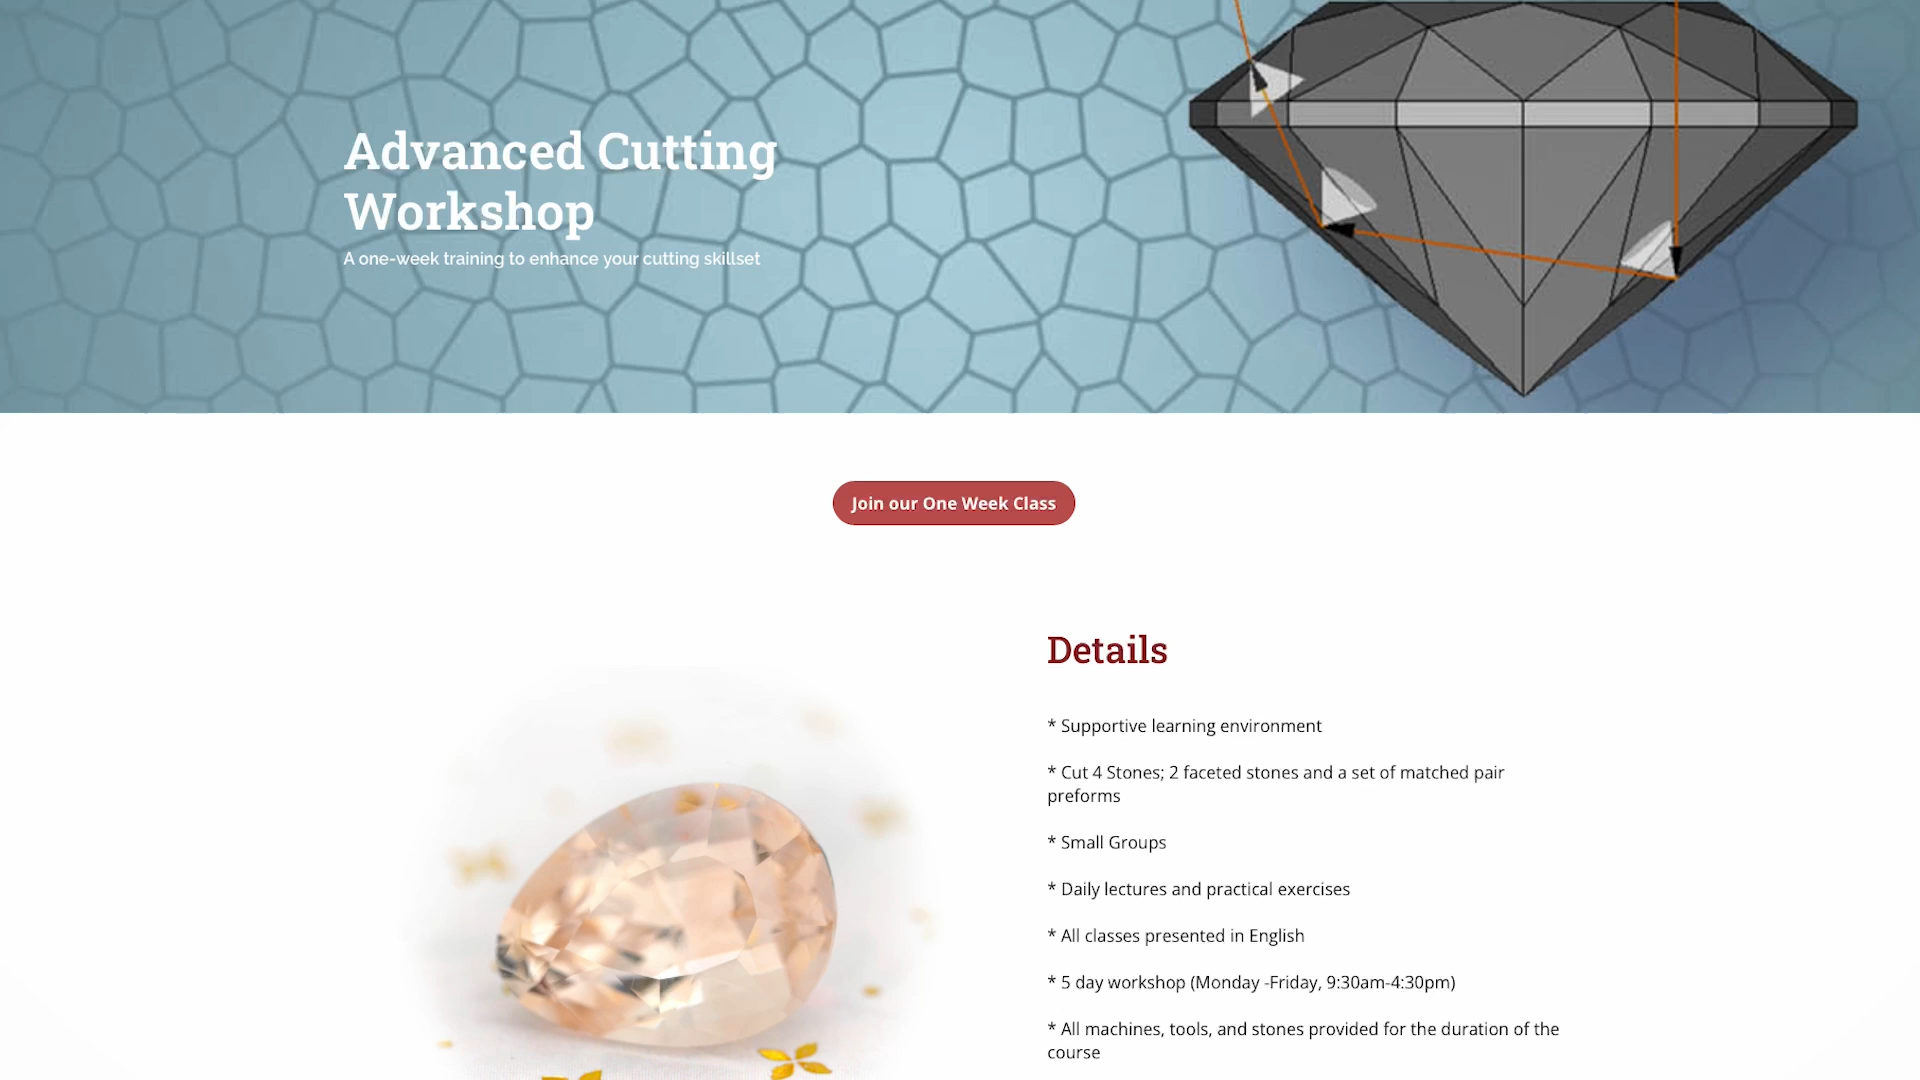 Advanced Cutting
Workshop
A one-week training to enhance your cutting skillset
Join our One Week Class
Details
* Supportive learning environment
* Cut 4 Stones; 2 faceted stones and a set of matched pair
preforms
* Small Groups
* Daily lectures and practical exercises
* All classes presented in English
* 5 day workshop (Monday -Friday, 9:30am-4:30pm)
* All machines, tools, and stones provided for the duration of the
course